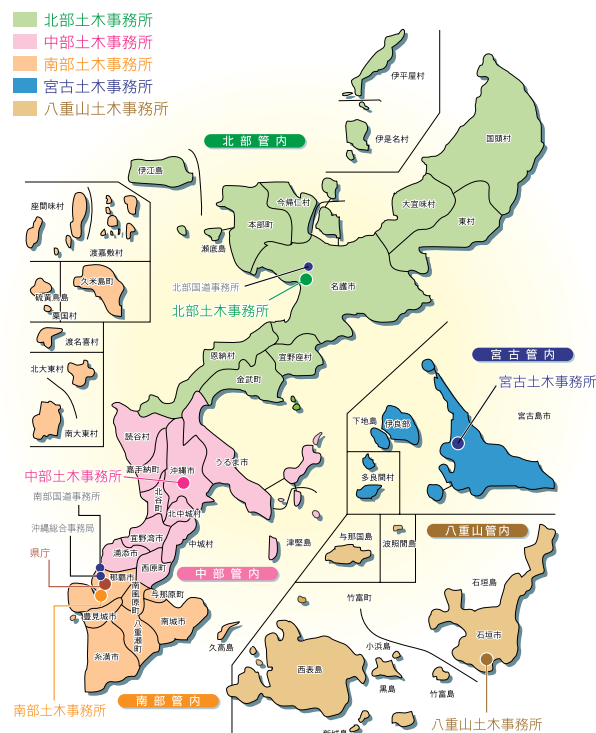 北部土木事務所
中部土木事務所
南部土木事務所
宮古土木事務所
八重山土木事務所
伊平屋村
伊是名村
国頭村
北部管内
伊江島
今帰仁村
大宜味村
東村
本部町
瀬底島
座間味村
渡嘉敷村
久米島町
硫黄鳥島
粟国村
渡名喜村
北大東村
南大東村
北部国道事務所
名護市
北部土木事務所
恩納村
宜野座村
金武町
宮古管内
宮古土木事務所
宮古島市
下地島
伊良部
多良間村
読谷村
うるま市
嘉手納町
沖縄市
中部土木事務所
北谷町
南部国道事務所
北中城村
沖縄総合事務局
宜野湾市
中城村
津堅島
浦添市
県庁
西原町
中部管内
那覇市
南風原町
与那原町
豊見城市
八重瀬町
南城市
糸満市
久高島
南部管内
南部土木事務所
八重山管内
与那国島
波照間島
竹富町
石垣島
石垣市
小浜島
西表島
黒島
竹富島
八重山土木事務所
新城島